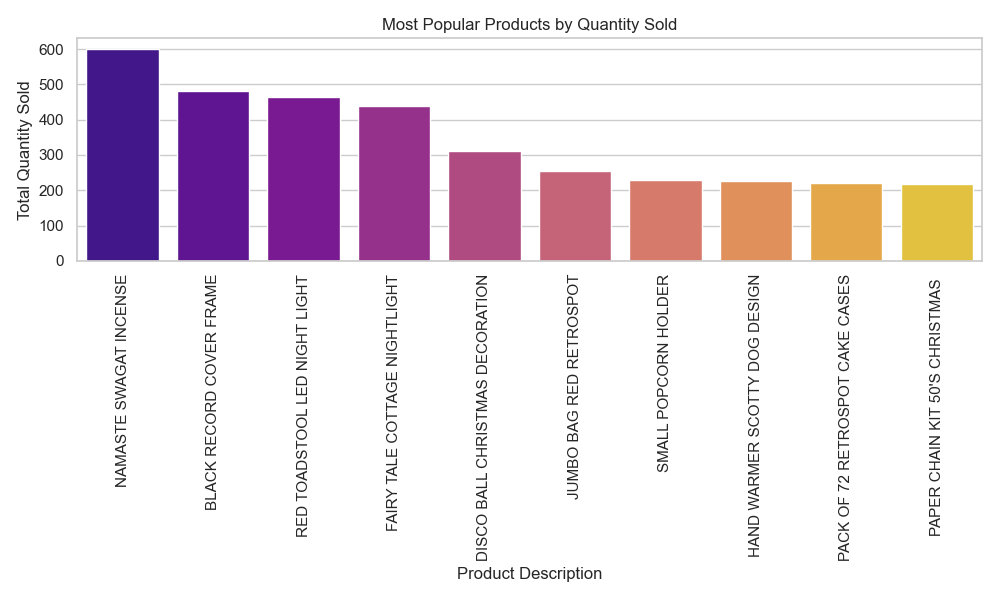 Most Popular Products by Quantity Sold
Total Quantity Sold
600
500
400
300
200
100
0
NAMASTE SWAGAT INCENSE
BLACK RECORD COVER FRAME
RED TOADSTOOL LED NIGHT LIGHT
FAIRY TALE COTTAGE NIGHTLIGHT
DISCO BALL CHRISTMAS DECORATION
JUMBO BAG RED RETROSPOT
SMALL POPCORN HOLDER
HAND WARMER SCOTTY DOG DESIGN
PACK OF 72 RETROSPOT CAKE CASES
PAPER CHAIN KIT 50'S CHRISTMAS
Product Description